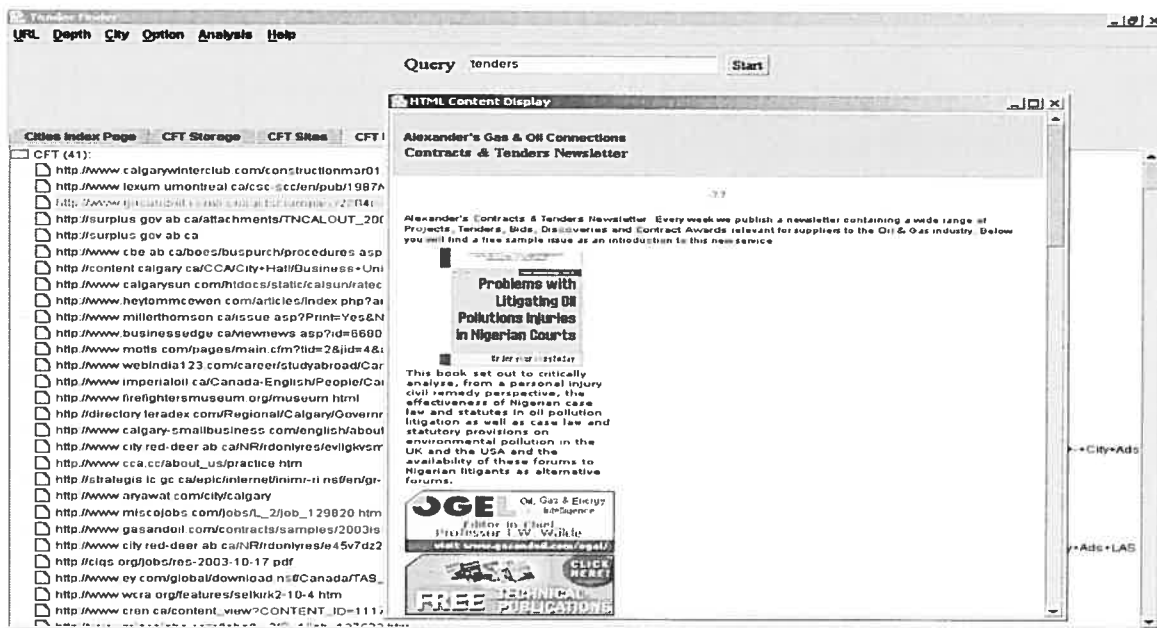 Tender Finder
URL Depth City Option Analysis Help
Query tenders Start
Cities Index Page CFT Storage CFT Sites CFT
CFT (41):
http://www calgarywinterclub com/constructionmar01
http://www lexum umontreal ca/csc-scc/en/pub/1987/
http://surplus gov ab ca/attachments/TNCALOUT_200
http://surplus gov ab ca
http://www cbe ab ca/boes/buspurch/procedures asp
http://content calgary ca/CCA/City+Hall/Business+Uni
http://www calgarysun com/htdocs/static/calsun/ratec
http://www.heytommcewen com/articles/index php?a
http://www millerthomson ca/issue asp?Print=Yes&N
http://www.businessedge ca/viewnews asp?id=6680
http://www motts com/pages/main.cfm?tid=2&jid=4&
http://www webindia123 com/career/studyabroad/Car
http://www imperialoil ca/Canada-English/People/Car
http://www firefightersmuseum org/museum html
http://directory teradex com/Regional/Calgary/Governr
http://www calgary-smallbusiness com/english/about
http://www city red-deer ab ca/NR/rdonlyres/
http://www cca.cc/about_us/practice htm
http://strategis ic gc ca/epic/internet/inimr-ri nsf/en/gr-
http://www aryawat com/city/calgary
http://www miscojobs com/jobs/L_2/job_129820 htm
http://www gasandoil com/contracts/samples/2003is
http://www city red-deer ab ca/NR/rdonlyres/e45v7dz2
http://cigs org/jobs/res-2003-10-17 pdf
http://www ey com/global/download nsf/Canada/TAS_
http://www wcra org/features/selkirk2-10-4 htm
http://www cren ca/content_view?CONTENT_ID=1117
HTML Content Display
Alexander's Gas & Oil Connections
Contracts & Tenders Newsletter
Alexander's Contracts & Tenders Newsletter Every week we publish a newsletter containing a wide range of
Projects, Tenders, Bids, Discoveries and Contract Awards relevant for suppliers to the Oil & Gas industry. Below
you will find a free sample issue as an introduction to this new service
Problems with
Litigating Oil
Pollutions Injuries
in Nigerian Courts
Order your copy today
This book set out to critically
analyse, from a personal injury
civil remedy perspective, the
effectiveness of Nigerian case
law and statutes in oil pollution
litigation as well as case law and
statutory provisions on
environmental pollution in the
UK and the USA and the
availability of these forums to
Nigerian litigants as alternative
forums.
OGEL Oil, Gas & Energy
Intelligence
Editor in Chief
Professor T.W. Wälde
visit www.gasandoil.com/ogel/
CLICK
HERE!
FREE TECHNICAL
PUBLICATIONS
+City+Ads
y+Ads+LAS